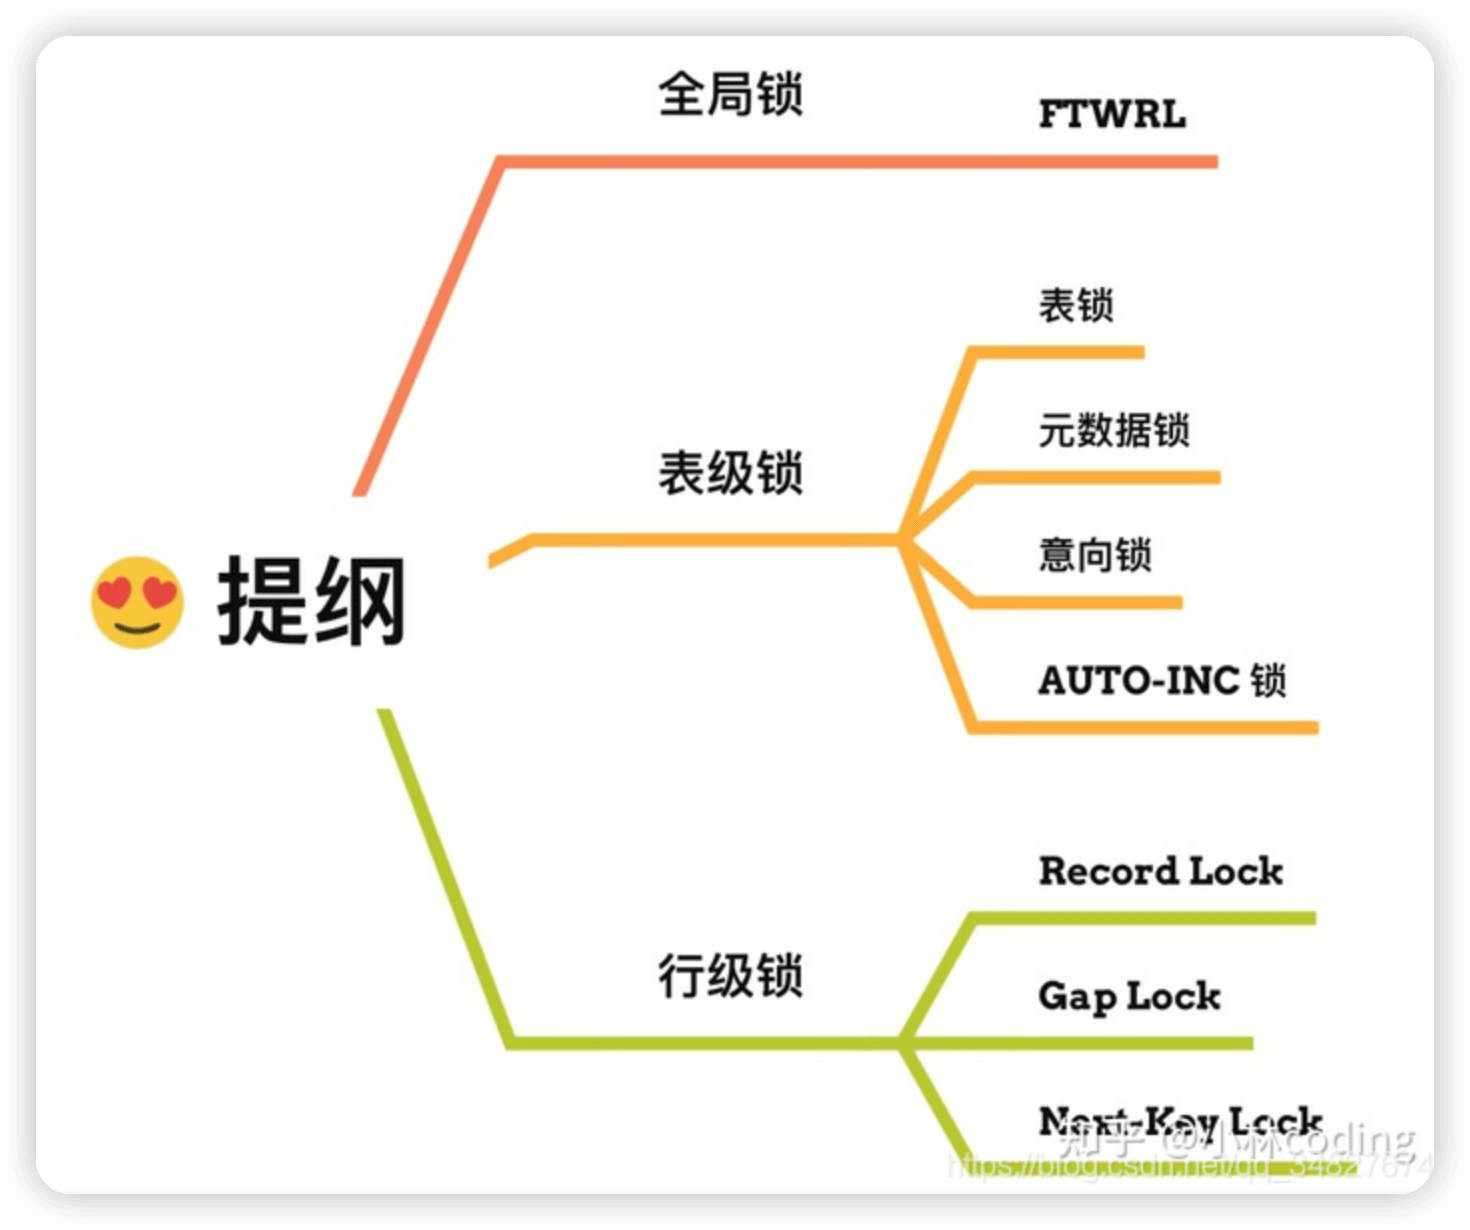 全局锁
FTWRL
表锁
元数据锁
表级锁
意向锁
AUTO-INC 锁
提纲
Record Lock
Gap Lock
行级锁
Next-Key Lock
知乎 @小林coding
https://blog.csdn.net/qq_34827674